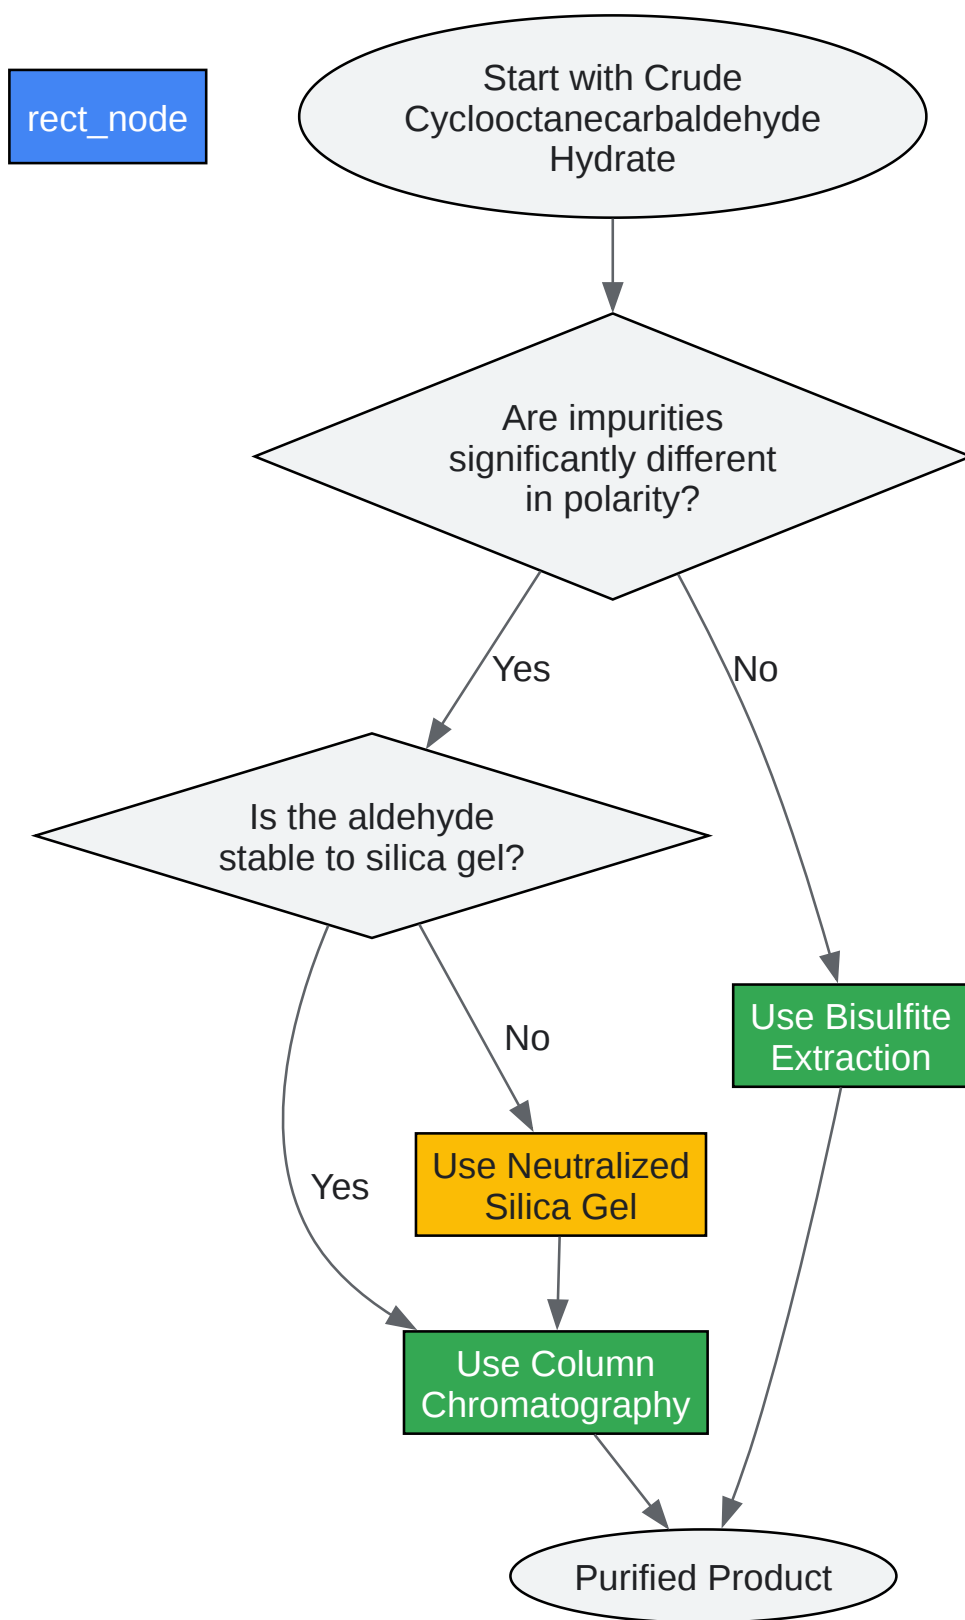 rect_node
Start with Crude
Cyclooctanecarbaldehyde
Hydrate
Are impurities
significantly different
in polarity?
Yes
No
Is the aldehyde
stable to silica gel?
Use Bisulfite
Extraction
No
Yes
Use Neutralized
Silica Gel
Use Column
Chromatography
Purified Product